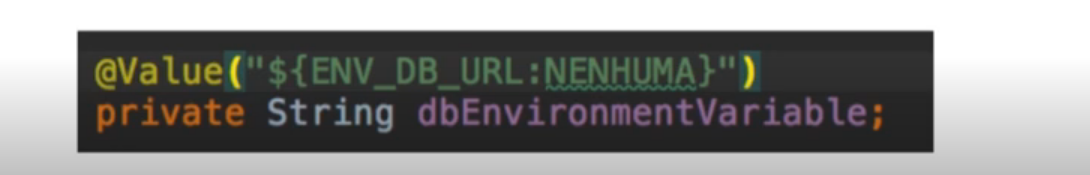 @Value("${ENV_DB_URL:NENHUMA}")
private String dbEnvironmentVariable;